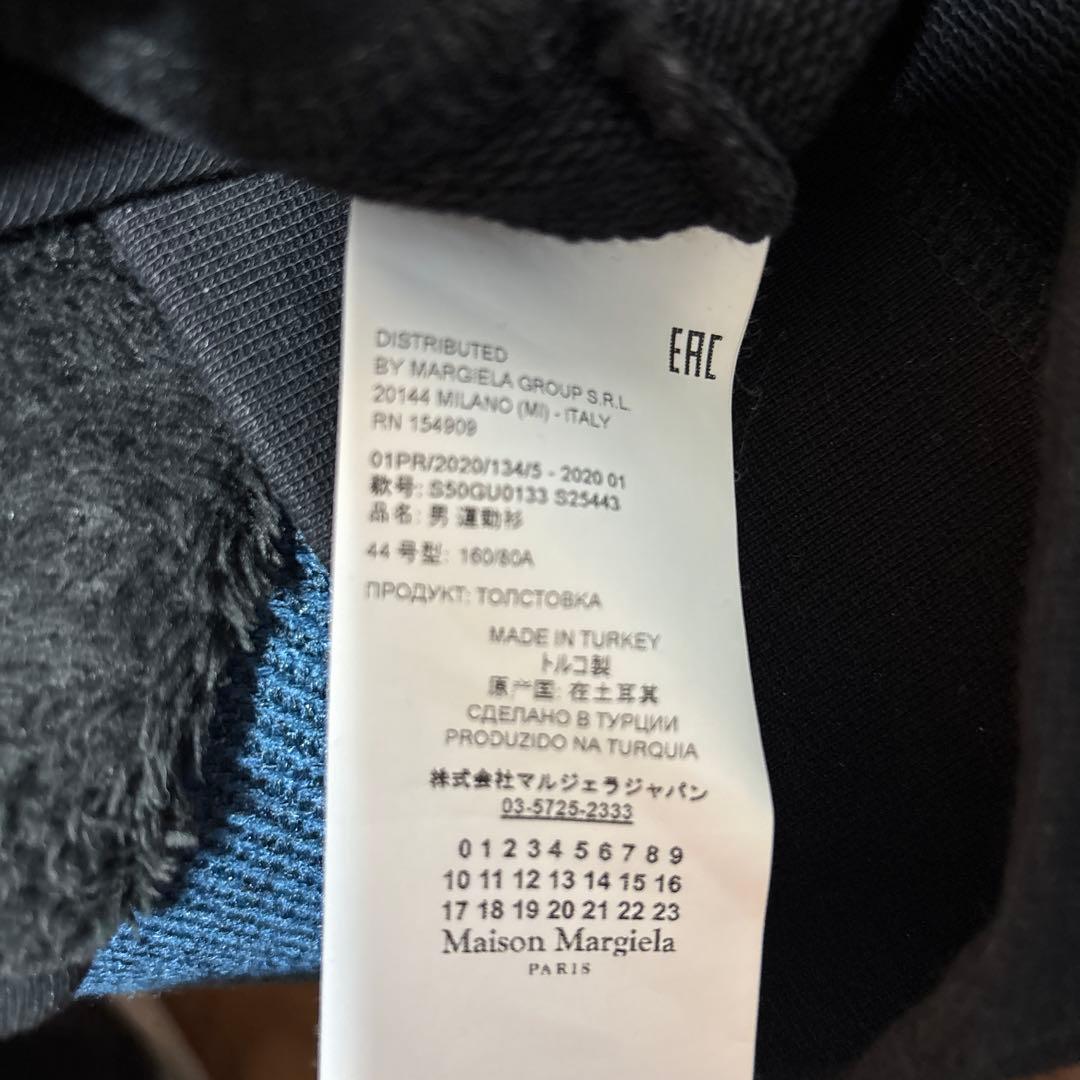 EAC
DISTRIBUTED
BY MARGIELA GROUP S.R.L.
20144 MILANO (MI) - ITALY
RN 154909
01PR/2020/134/5 - 2020 01
款号: S50GU0133 S25443
品名: 男 運動衫
44 号型: 160/80A
ПРОДУКТ: ТОЛСТОВКА
MADE IN TURKEY
トルコ製
原产国: 在土耳其
СДЕЛАНО В ТУРЦИИ
PRODUZIDO NA TURQUIA
株式会社マルジェラジャパン
03-5725-2333
0 1 2 3 4 5 6 7 8 9
10 11 12 13 14 15 16
17 18 19 20 21 22 23
Maison Margiela
PARIS